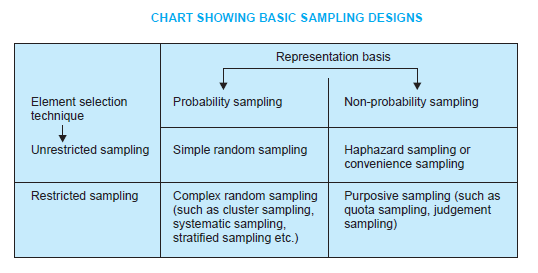 CHART SHOWING BASIC SAMPLING DESIGNS
Representation basis
Element selection
technique
Probability sampling
Non-probability sampling
Unrestricted sampling
Simple random sampling
Haphazard sampling or
convenience sampling
Restricted sampling
Complex random sampling
(such as cluster sampling,
systematic sampling,
stratified sampling etc.)
Purposive sampling (such as
quota sampling, judgement
sampling)